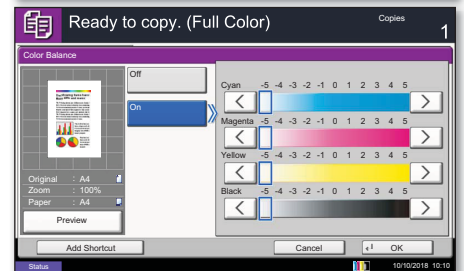 Ready to copy. (Full Color)
Copies
1
Color Balance
Off
On
Cyan -5 -4 -3 -2 -1 0 1 2 3 4 5
Magenta -5 -4 -3 -2 -1 0 1 2 3 4 5
Yellow -5 -4 -3 -2 -1 0 1 2 3 4 5
Black -5 -4 -3 -2 -1 0 1 2 3 4 5
Original : A4
Zoom : 100%
Paper : A4
Preview
Add Shortcut
Cancel
OK
Status
10/10/2018 10:10